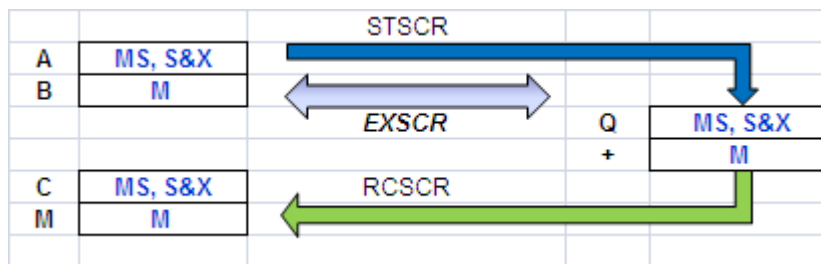 STSCR
A MS, S&X
B M
EXSCR Q MS, S&X
+ M
C MS, S&X RCSCR
M M